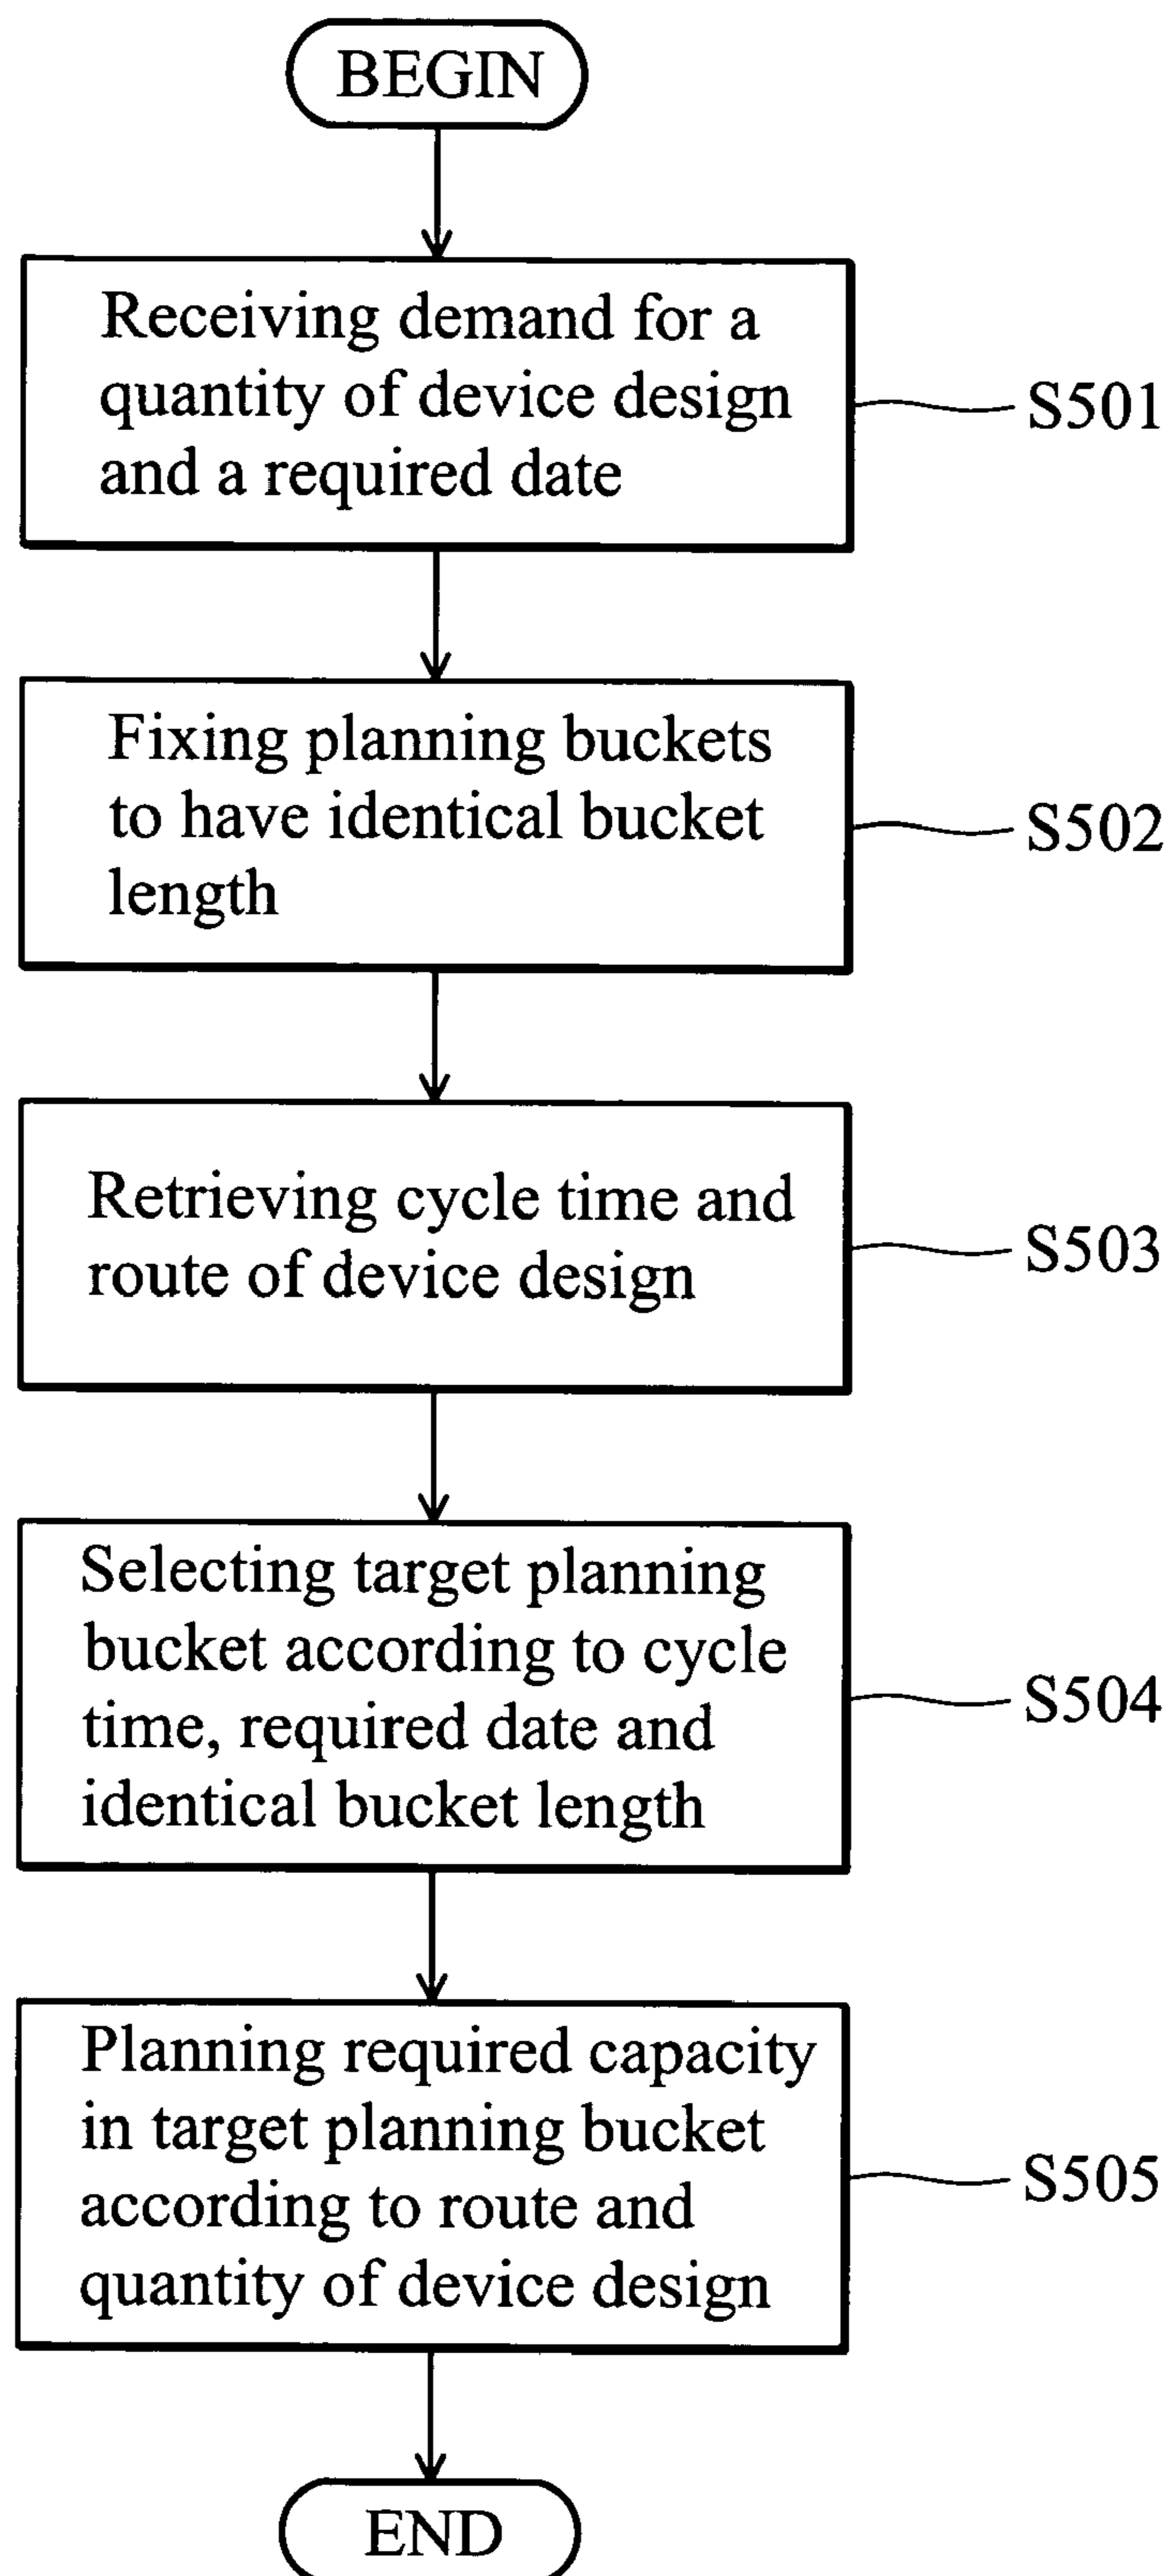 BEGIN
Receiving demand for a
quantity of device design
and a required date
S501
Fixing planning buckets
to have identical bucket
length
S502
Retrieving cycle time and
route of device design
S503
Selecting target planning
bucket according to cycle
time, required date and
identical bucket length
S504
Planning required capacity
in target planning bucket
according to route and
quantity of device design
S505
END